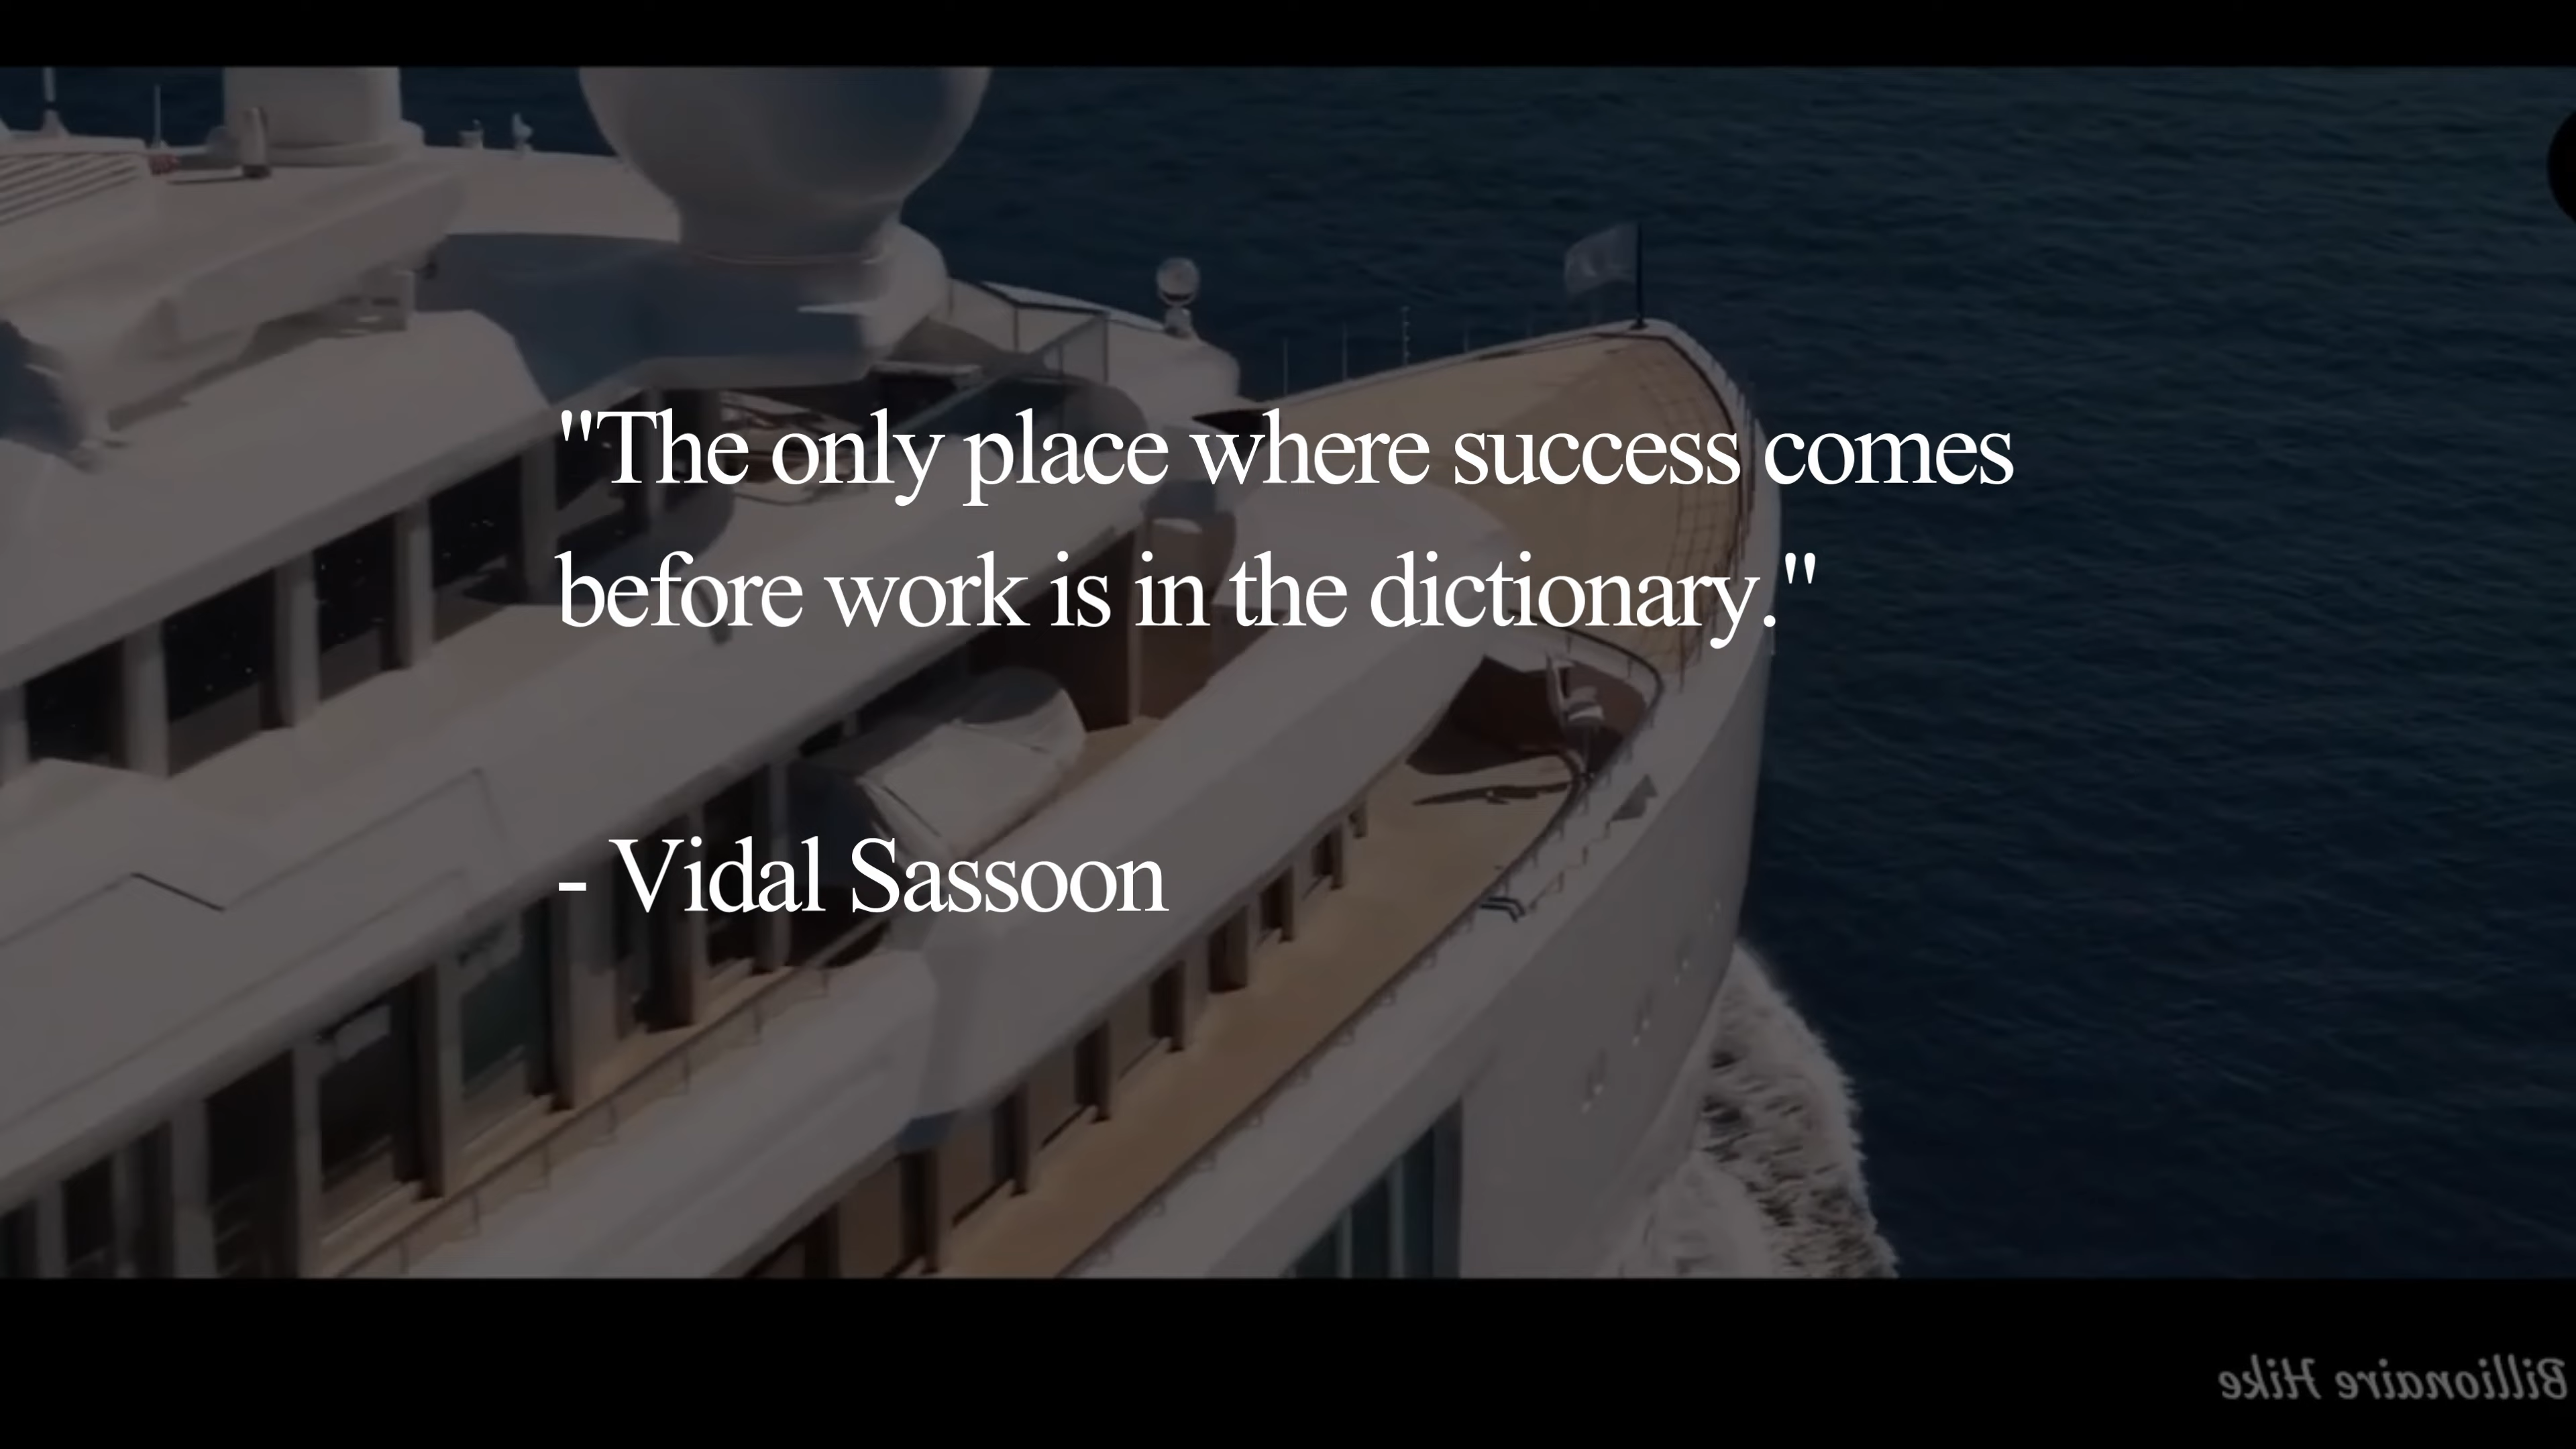 "The only place where success comes
before work is in the dictionary."
- Vidal Sassoon
Billionaire Hike